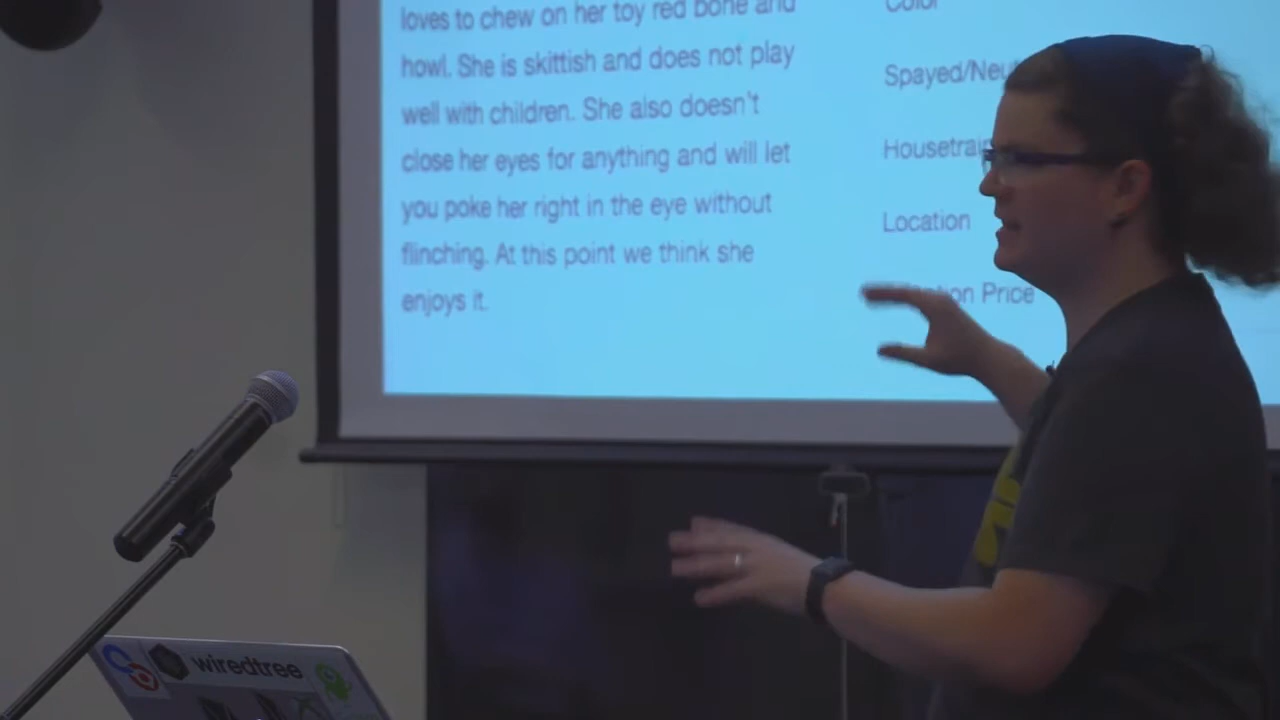 loves to chew on her toy red bone and
howl. She is skittish and does not play
well with children. She also doesn't
close her eyes for anything and will let
you poke her right in the eye without
flinching. At this point we think she
enjoys it.
Color
Spayed/Neu
Housetrai
Location
Price
wiredtree